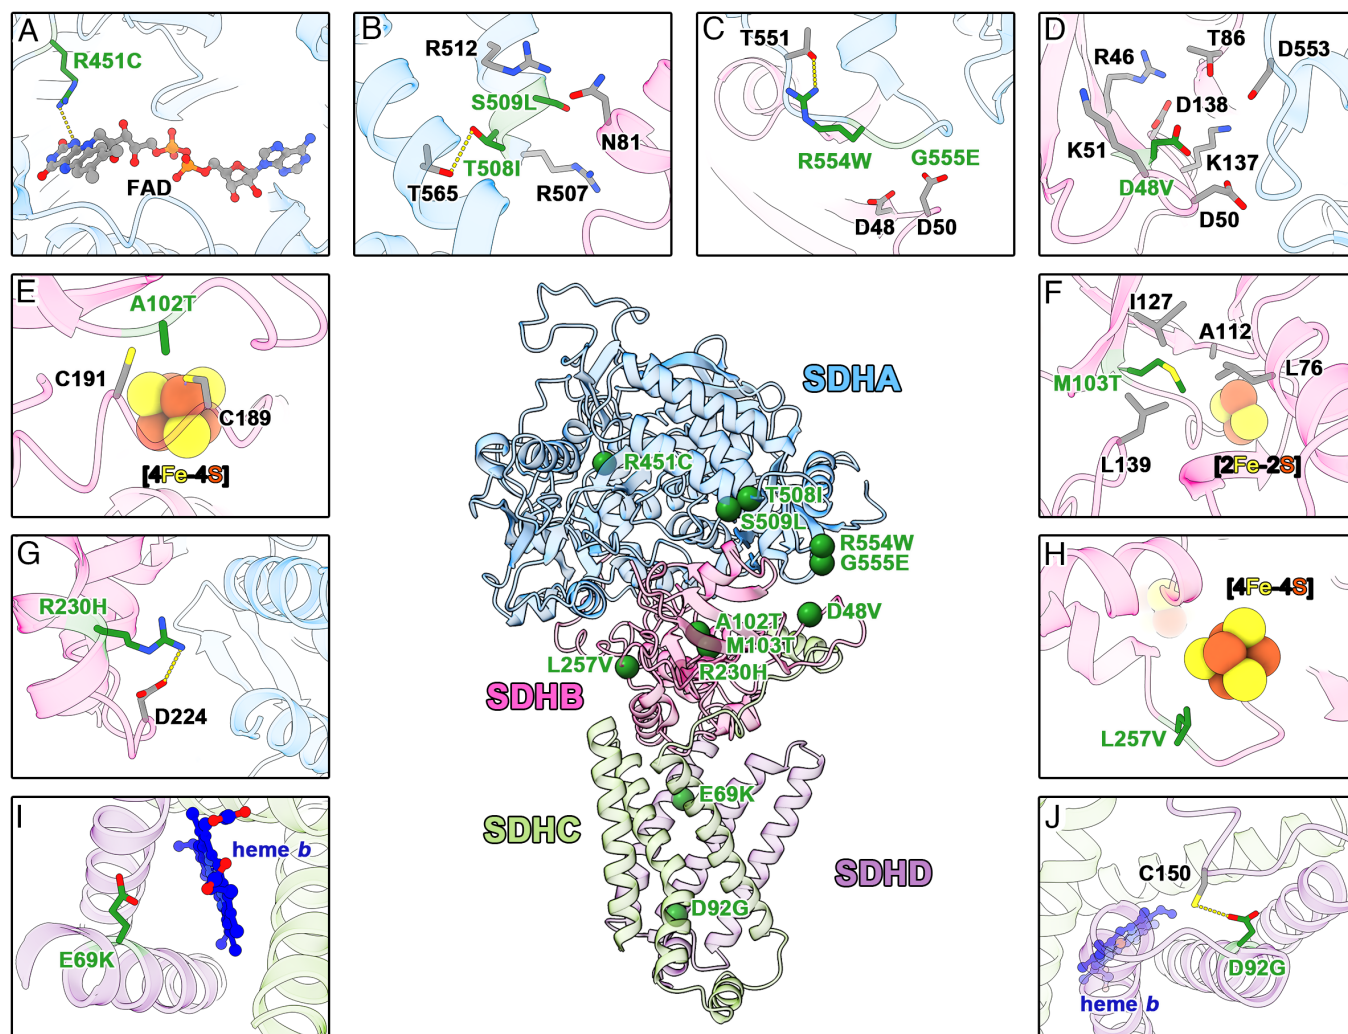 A
R451C
FAD
B
R512
S509L
N81
T508I
T565
R507
C
T551
R554W
G555E
D48
D50
D
R46
T86
D553
D138
K51
K137
D48V
D50
E
A102T
C191
C189
[4Fe-4S]
F
I127
A112
M103T
L76
L139
[2Fe-2S]
SDHA
R451C
T508I
S509L
R554W
G555E
D48V
A102T
M103T
L257V
R230H
SDHB
E69K
SDHC
SDHD
D92G
G
R230H
D224
H
[4Fe-4S]
L257V
I
heme b
E69K
J
C150
D92G
heme b